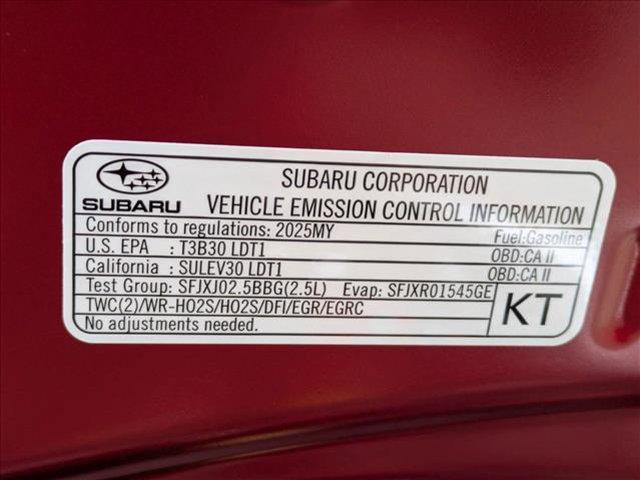 SUBARU CORPORATION
SUBARU VEHICLE EMISSION CONTROL INFORMATION
Conforms to regulations: 2025MY Fuel:Gasoline
U.S. EPA : T3B30 LDT1 OBD:CA II
California : SULEV30 LDT1 OBD:CA II
Test Group: SFJXJ02.5BBG(2.5L) Evap: SFJXR01545GE
TWC(2)/WR-HO2S/HO2S/DFI/EGR/EGRC
No adjustments needed.
KT